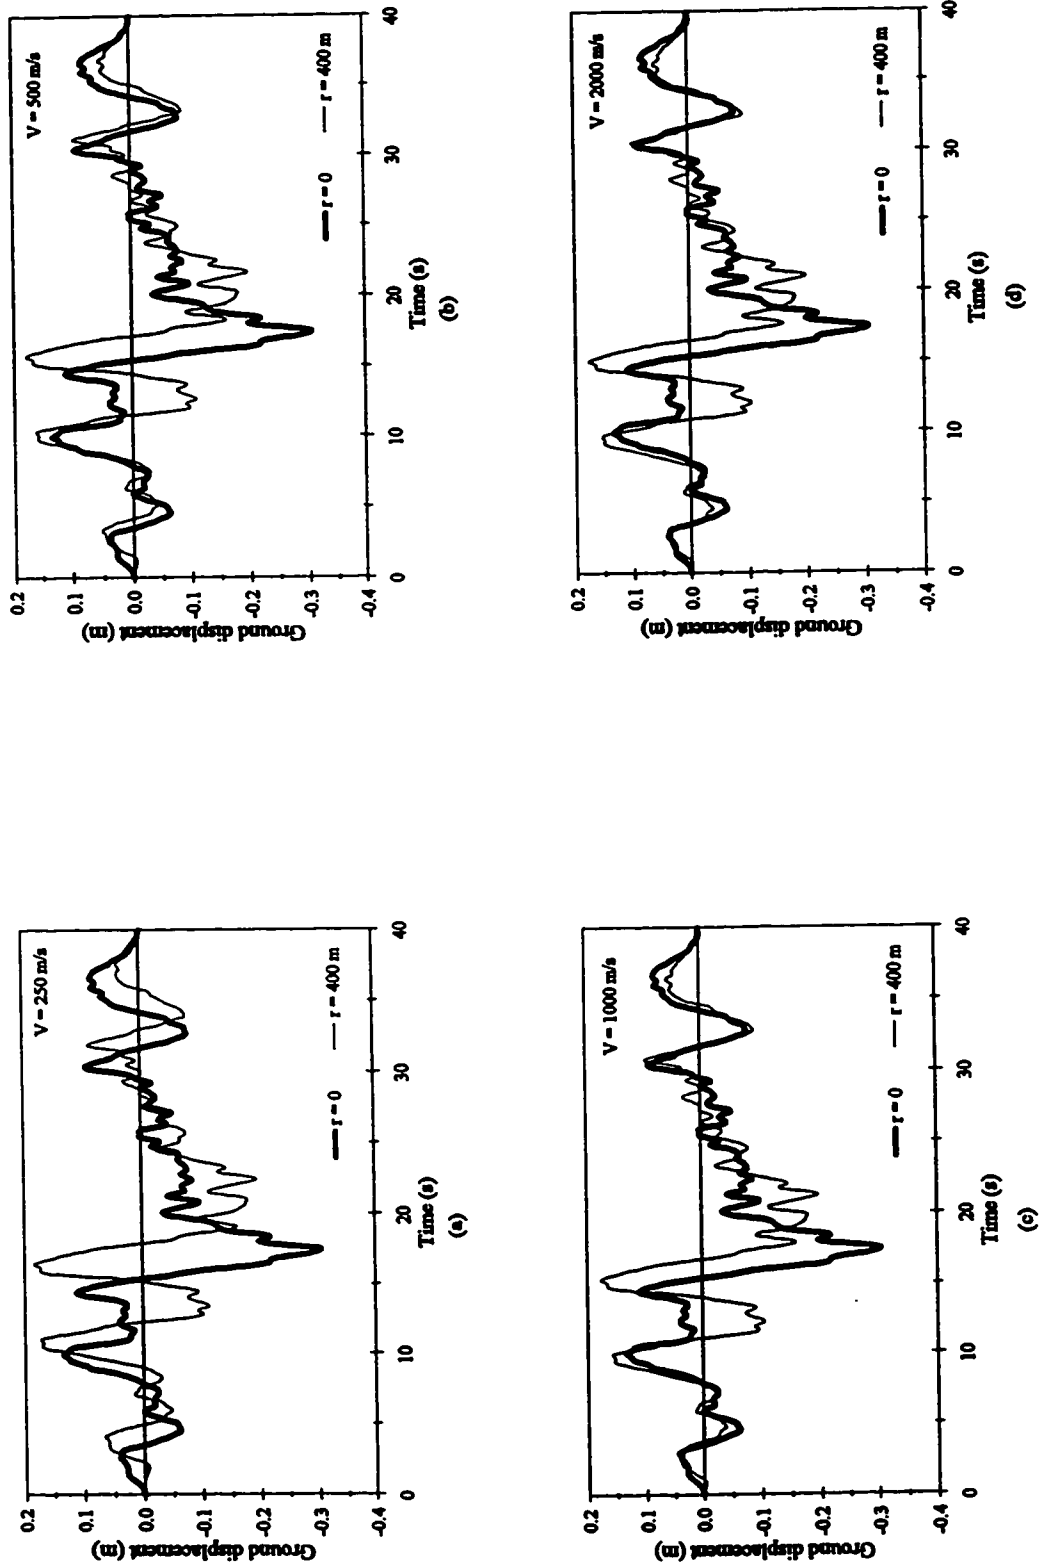 V = 250 m/s
0.2
0.1
0.0
-0.1
-0.2
-0.3
-0.4
Ground displacement (m)
r = 0
r = 400 m
0
10
20
30
40
Time (s)
(a)
V = 500 m/s
0.2
0.1
0.0
-0.1
-0.2
-0.3
-0.4
Ground displacement (m)
r = 0
r = 400 m
0
10
20
30
40
Time (s)
(b)
V = 1000 m/s
0.2
0.1
0.0
-0.1
-0.2
-0.3
-0.4
Ground displacement (m)
r = 0
r = 400 m
0
10
20
30
40
Time (s)
(c)
V = 2000 m/s
0.2
0.1
0.0
-0.1
-0.2
-0.3
-0.4
Ground displacement (m)
r = 0
r = 400 m
0
10
20
30
40
Time (s)
(d)